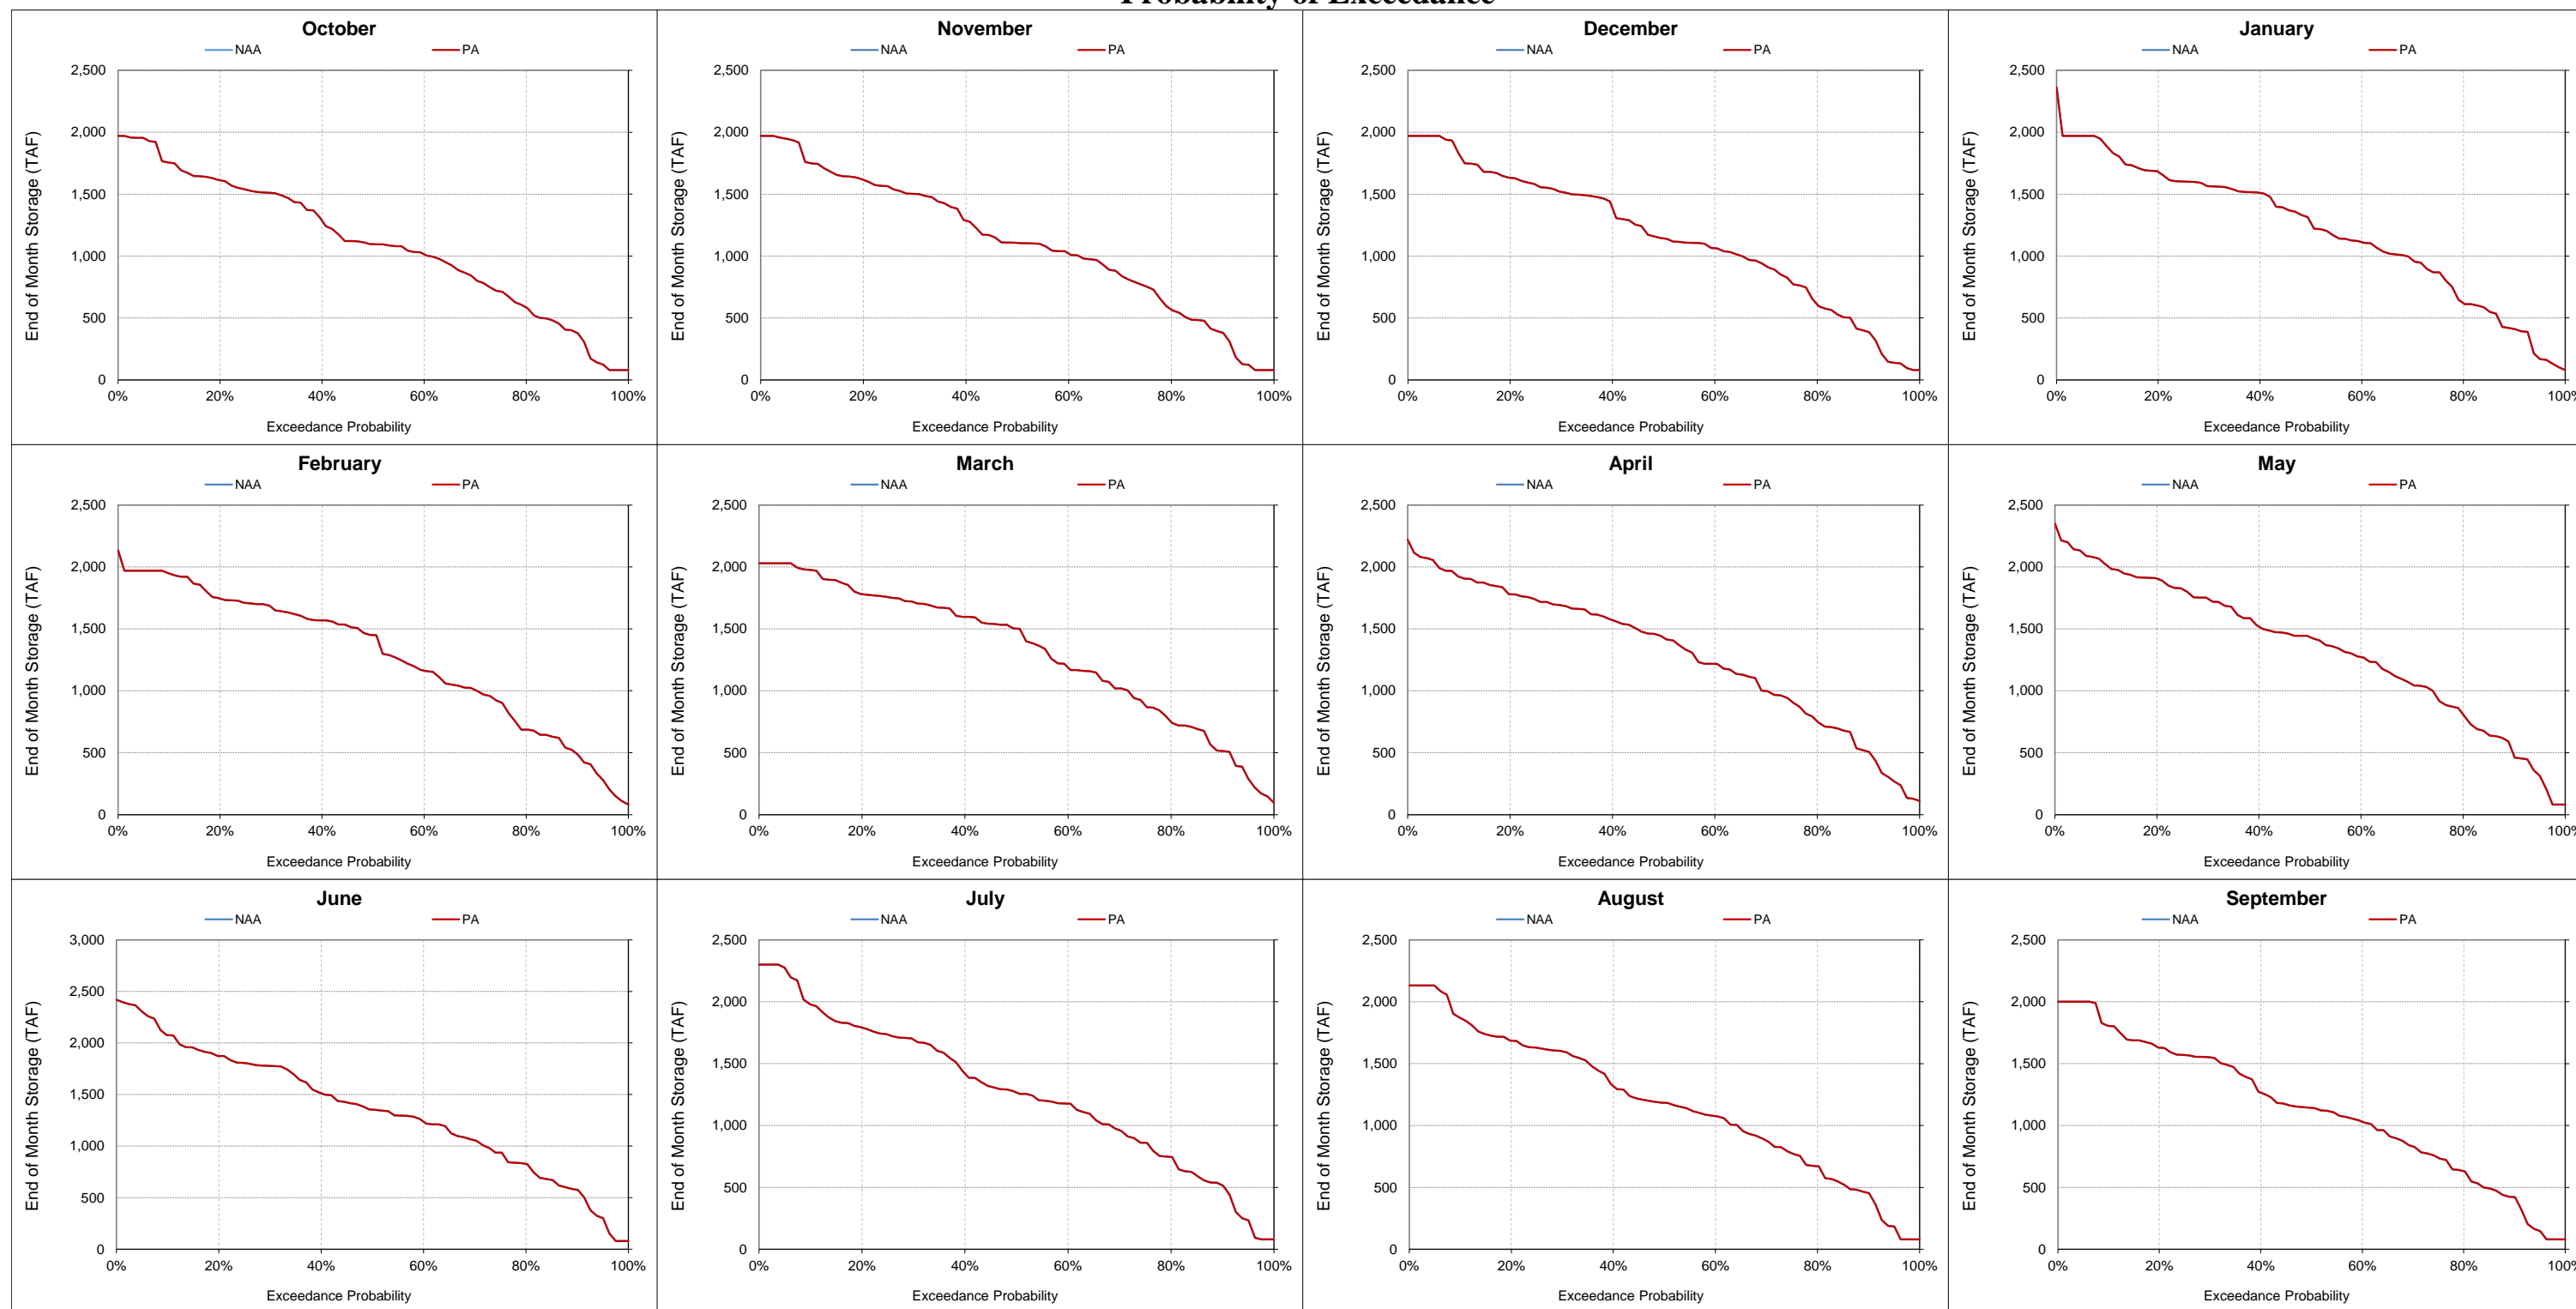 Probability of Exceedance
October
NAA PA
End of Month Storage (TAF)
2,500
2,000
1,500
1,000
500
0
0% 20% 40% 60% 80% 100%
Exceedance Probability
November
NAA PA
End of Month Storage (TAF)
2,500
2,000
1,500
1,000
500
0
0% 20% 40% 60% 80% 100%
Exceedance Probability
December
NAA PA
End of Month Storage (TAF)
2,500
2,000
1,500
1,000
500
0
0% 20% 40% 60% 80% 100%
Exceedance Probability
January
NAA PA
End of Month Storage (TAF)
2,500
2,000
1,500
1,000
500
0
0% 20% 40% 60% 80% 100%
Exceedance Probability
February
NAA PA
End of Month Storage (TAF)
2,500
2,000
1,500
1,000
500
0
0% 20% 40% 60% 80% 100%
Exceedance Probability
March
NAA PA
End of Month Storage (TAF)
2,500
2,000
1,500
1,000
500
0
0% 20% 40% 60% 80% 100%
Exceedance Probability
April
NAA PA
End of Month Storage (TAF)
2,500
2,000
1,500
1,000
500
0
0% 20% 40% 60% 80% 100%
Exceedance Probability
May
NAA PA
End of Month Storage (TAF)
2,500
2,000
1,500
1,000
500
0
0% 20% 40% 60% 80% 100%
Exceedance Probability
June
NAA PA
End of Month Storage (TAF)
3,000
2,500
2,000
1,500
1,000
500
0
0% 20% 40% 60% 80% 100%
Exceedance Probability
July
NAA PA
End of Month Storage (TAF)
2,500
2,000
1,500
1,000
500
0
0% 20% 40% 60% 80% 100%
Exceedance Probability
August
NAA PA
End of Month Storage (TAF)
2,500
2,000
1,500
1,000
500
0
0% 20% 40% 60% 80% 100%
Exceedance Probability
September
NAA PA
End of Month Storage (TAF)
2,500
2,000
1,500
1,000
500
0
0% 20% 40% 60% 80% 100%
Exceedance Probability